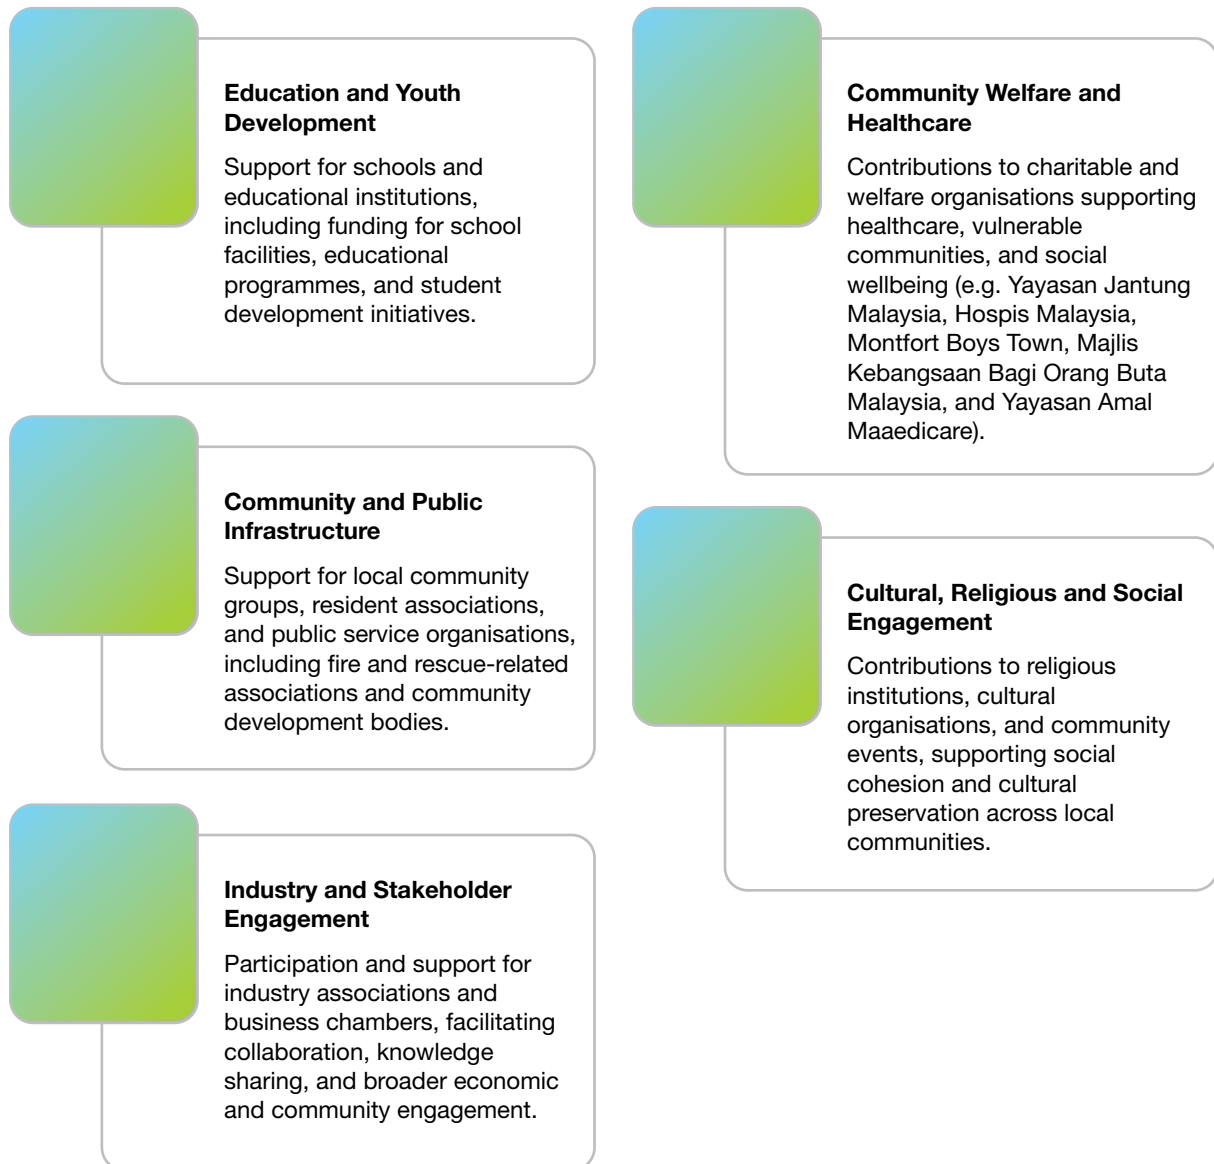 Education and Youth
Development
Support for schools and
educational institutions,
including funding for school
facilities, educational
programmes, and student
development initiatives.
Community Welfare and
Healthcare
Contributions to charitable and
welfare organisations supporting
healthcare, vulnerable
communities, and social
wellbeing (e.g. Yayasan Jantung
Malaysia, Hospis Malaysia,
Montfort Boys Town, Majlis
Kebangsaan Bagi Orang Buta
Malaysia, and Yayasan Amal
Maaedicare).
Community and Public
Infrastructure
Support for local community
groups, resident associations,
and public service organisations,
including fire and rescue-related
associations and community
development bodies.
Cultural, Religious and Social
Engagement
Contributions to religious
institutions, cultural
organisations, and community
events, supporting social
cohesion and cultural
preservation across local
communities.
Industry and Stakeholder
Engagement
Participation and support for
industry associations and
business chambers, facilitating
collaboration, knowledge
sharing, and broader economic
and community engagement.